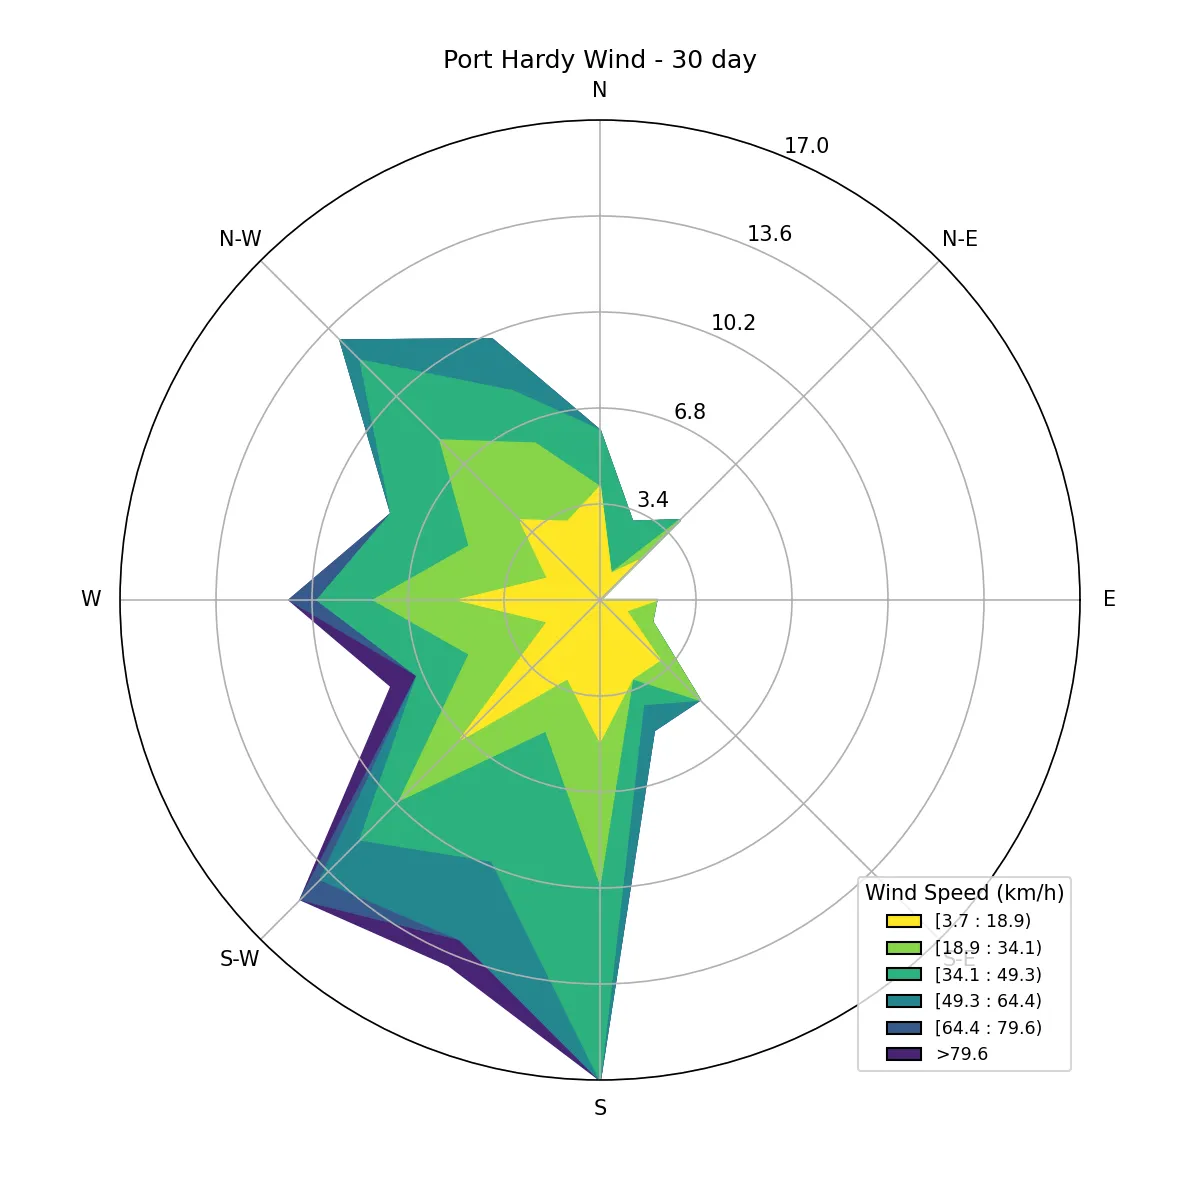 Port Hardy Wind - 30 day
N
17.0
N-W
13.6
N-E
10.2
6.8
3.4
W
E
S-W
S-E
S
Wind Speed (km/h)
[3.7 : 18.9)
[18.9 : 34.1)
[34.1 : 49.3)
[49.3 : 64.4)
[64.4 : 79.6)
>79.6